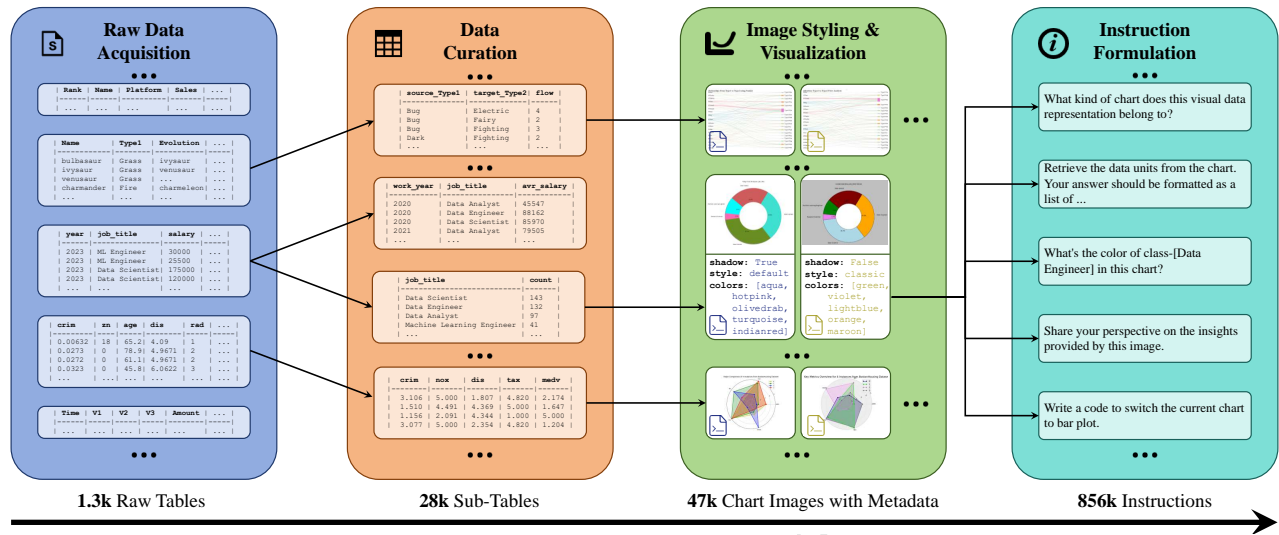 Raw Data
Acquisition
...
| Rank | Name | Platform | Sales | ... |
|------|------|----------|-------|-----|
| ... | ... | ... | ... | ... |
| Name | Type1 | Evolution | ... |
| bulbasaur | Grass | ivysaur | ... |
| ivysaur | Grass | venusaur | ... |
| venusaur | Grass | ... | ... |
| charmander | Fire | charmeleon| ... |
| ... | ... | ... | ... |
| year | job_title | salary | ... |
| 2023 | ML Engineer | 30000 | ... |
| 2023 | ML Engineer | 25500 | ... |
| 2023 | Data Scientist| 175000 | ... |
| 2023 | Data Scientist| 120000 | ... |
| ... | ... | ... | ... |
| crim | zn | age | dis | rad | ... |
| 0.00632 | 18 | 65.2| 4.09 | 1 | ... |
| 0.0273 | 0 | 78.9| 4.9671 | 2 | ... |
| 0.0272 | 0 | 61.1| 4.9671 | 2 | ... |
| 0.0323 | 0 | 45.8| 6.0622 | 3 | ... |
| ... | ... | ... | ... | ... | ... |
| Time | V1 | V2 | V3 | Amount | ... |
| ... | ... | ... | ... | ... | ... |
...
1.3k Raw Tables
Data
Curation
...
| source_Type1 | target_Type2| flow |
| Bug | Electric | 4 |
| Bug | Fairy | 2 |
| Bug | Fighting | 3 |
| Dark | Fighting | 2 |
| ... | ... | ... |
...
| work_year | job_title | avr_salary |
| 2020 | Data Analyst | 45547 |
| 2020 | Data Engineer | 88162 |
| 2020 | Data Scientist | 85970 |
| 2021 | Data Analyst | 79505 |
| ... | ... | ... |
| job_title | count |
| Data Scientist | 143 |
| Data Engineer | 132 |
| Data Analyst | 97 |
| Machine Learning Engineer | 41 |
| ... | ... |
...
| crim | nox | dis | tax | medv |
| 3.106 | 5.000 | 1.807 | 4.820 | 2.174 |
| 1.510 | 4.491 | 4.369 | 5.000 | 1.647 |
| 1.156 | 2.091 | 4.344 | 1.000 | 5.000 |
| 3.077 | 5.000 | 2.354 | 4.820 | 1.204 |
...
28k Sub-Tables
Image Styling &
Visualization
...
shadow: True
style: default
colors: [aqua,
hotpink,
olivedrab,
turquoise,
indianred]
shadow: False
style: classic
colors: [green,
violet,
lightblue,
orange,
maroon]
...
47k Chart Images with Metadata
Instruction
Formulation
...
What kind of chart does this visual data
representation belong to?
Retrieve the data units from the chart.
Your answer should be formatted as a
list of ...
What's the color of class-[Data
Engineer] in this chart?
Share your perspective on the insights
provided by this image.
Write a code to switch the current chart
to bar plot.
...
856k Instructions